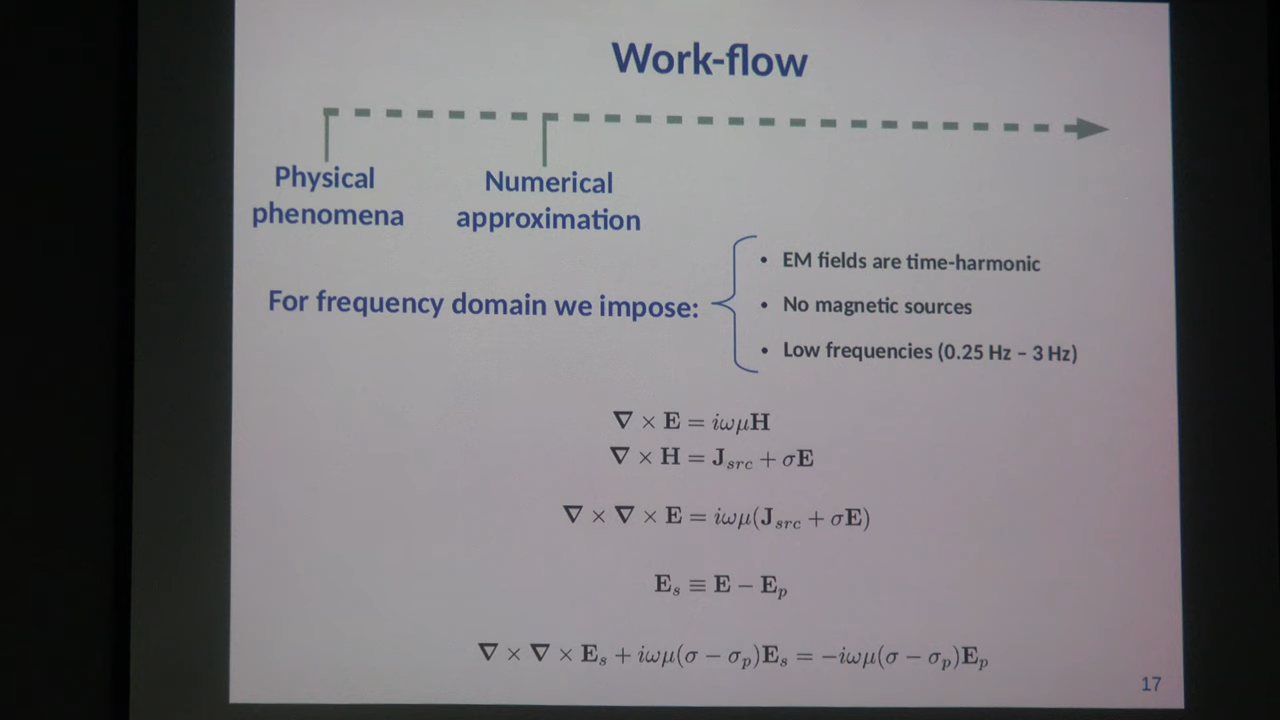 Work-flow
Physical
phenomena
Numerical
approximation
For frequency domain we impose:
• EM fields are time-harmonic
• No magnetic sources
• Low frequencies (0.25 Hz – 3 Hz)
∇ × E = iωμH
∇ × H = J_src + σE
∇ × ∇ × E = iωμ(J_src + σE)
E_s ≡ E − E_p
∇ × ∇ × E_s + iωμ(σ − σ_p)E_s = −iωμ(σ − σ_p)E_p
17